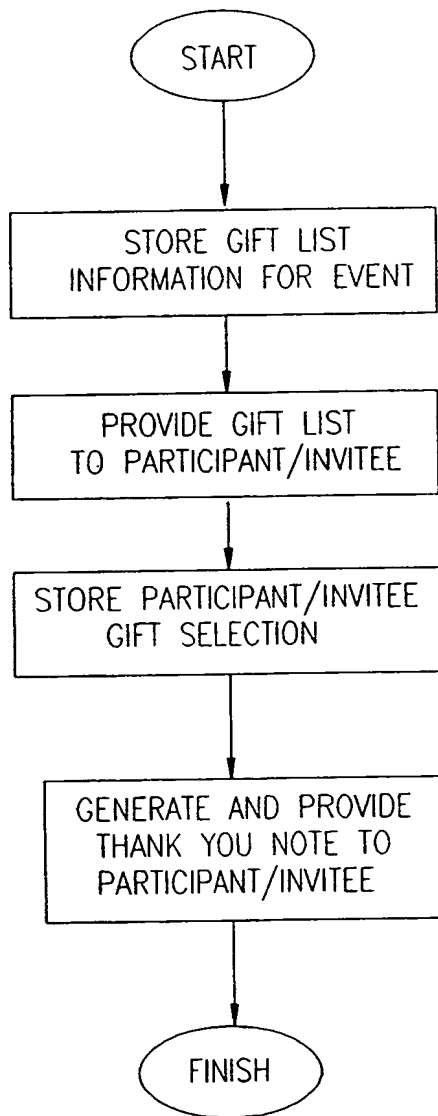 START
STORE GIFT LIST
INFORMATION FOR EVENT
PROVIDE GIFT LIST
TO PARTICIPANT/INVITEE
STORE PARTICIPANT/INVITEE
GIFT SELECTION
GENERATE AND PROVIDE
THANK YOU NOTE TO
PARTICIPANT/INVITEE
FINISH